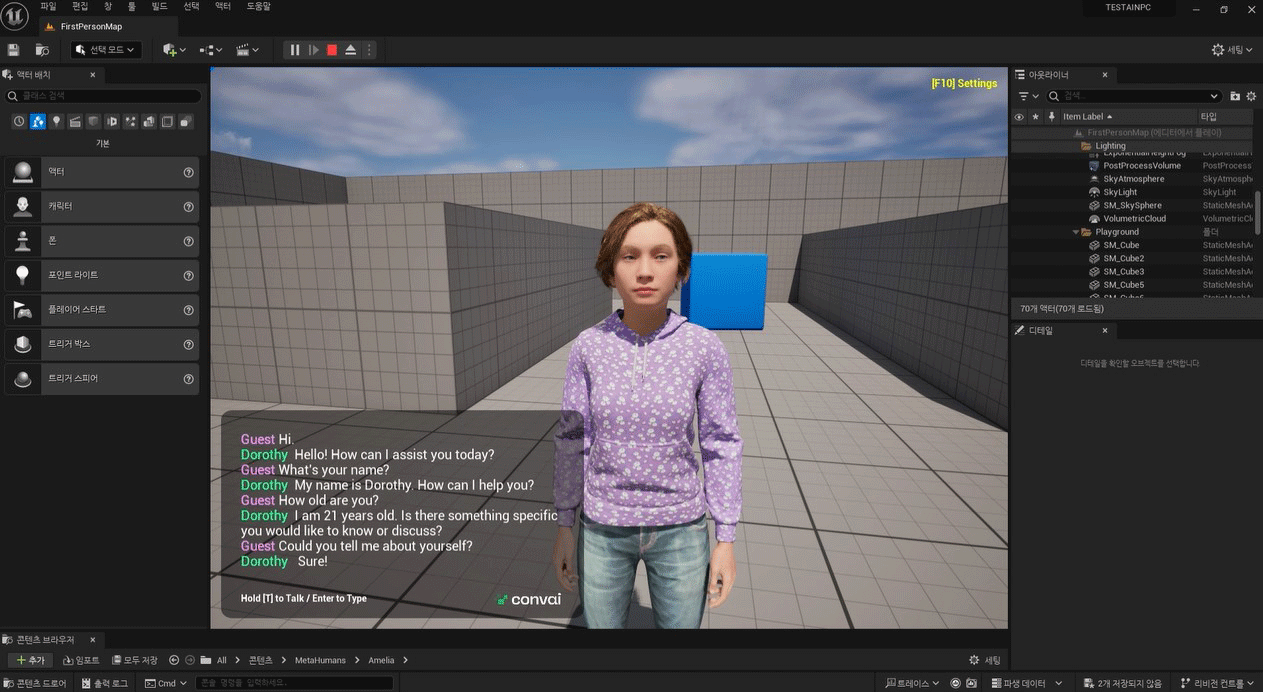 파일 편집 창 툴 빌드 선택 액터 도움말
TESTAINPC
FirstPersonMap
선택 모드
세팅
액터 배치
클래스 검색
기본
액터
캐릭터
폰
포인트 라이트
플레이어 스타트
트리거 박스
트리거 스피어
[F10] Settings
Guest Hi.
Dorothy Hello! How can I assist you today?
Guest What's your name?
Dorothy My name is Dorothy. How can I help you?
Guest How old are you?
Dorothy I am 21 years old. Is there something specific
you would like to know or discuss?
Guest Could you tell me about yourself?
Dorothy Sure!
Hold [T] to Talk / Enter to Type
convai
아웃라이너
검색...
Item Label 타입
FirstPersonMap (에디터에서 플레이)
Lighting
PostProcessVolume PostProcess
SkyAtmosphere SkyAtmosph
SkyLight SkyLight
SM_SkySphere StaticMeshA
VolumetricCloud VolumetricCl
Playground 폴더
SM_Cube StaticMeshA
SM_Cube2 StaticMeshA
SM_Cube3 StaticMeshA
SM_Cube5 StaticMeshA
70개 액터(70개 로드됨)
디테일
디테일을 확인할 오브젝트를 선택합니다
콘텐츠 브라우저
추가 임포트 모두 저장 All 콘텐츠 MetaHumans Amelia 세팅
콘텐츠 드로어 출력 로그 Cmd 콘솔 명령을 입력하세요. 트레이스 파생 데이터 2개 저장되지 않음 리비전 컨트롤